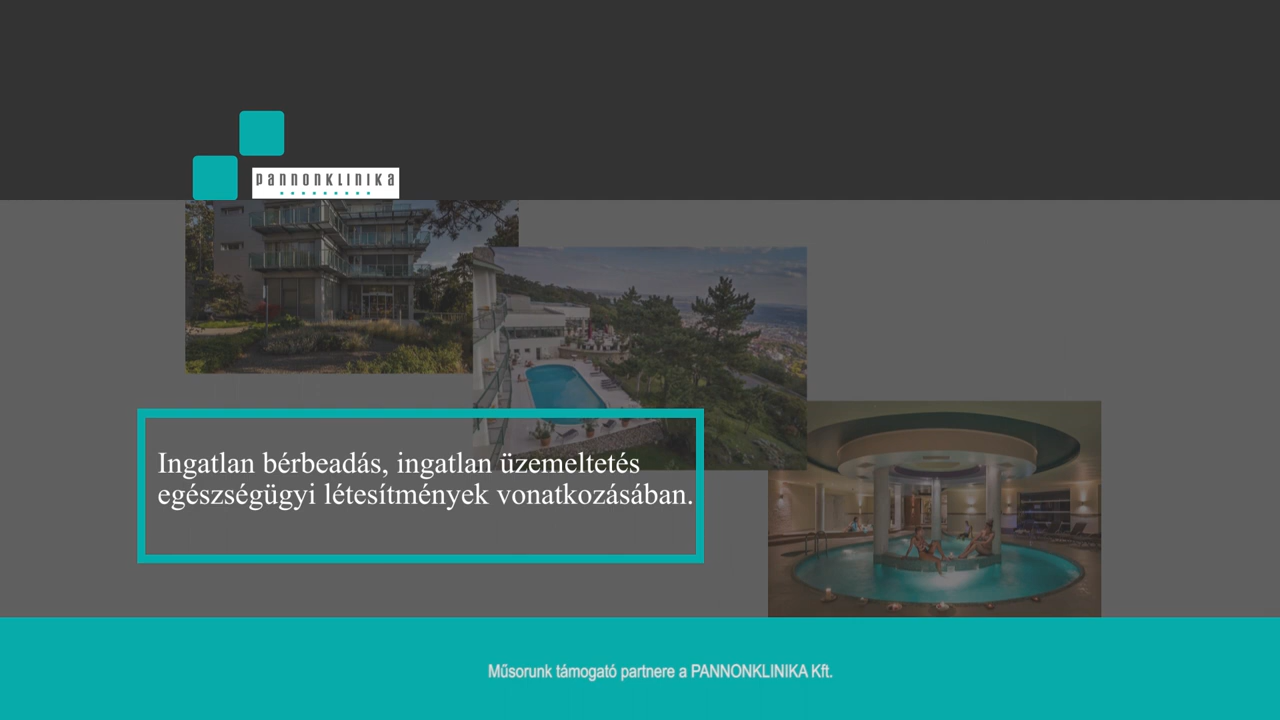 pannonklinika
Ingatlan bérbeadás, ingatlan üzemeltetés
egészségügyi létesítmények vonatkozásában.
Műsorunk támogató partnere a PANNONKLINIKA Kft.